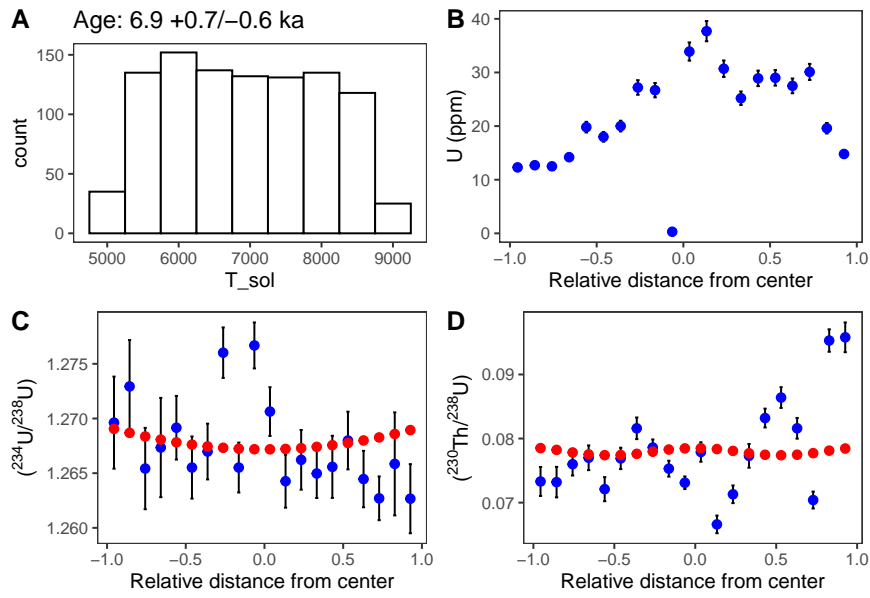 A
Age: 6.9 +0.7/−0.6 ka
count
150
100
50
0
5000 6000 7000 8000 9000
T_sol
B
U (ppm)
40
30
20
10
0
−1.0 −0.5 0.0 0.5 1.0
Relative distance from center
C
(²³⁴U/²³⁸U)
1.275
1.270
1.265
1.260
−1.0 −0.5 0.0 0.5 1.0
Relative distance from center
D
(²³⁰Th/²³⁸U)
0.09
0.08
0.07
−1.0 −0.5 0.0 0.5 1.0
Relative distance from center